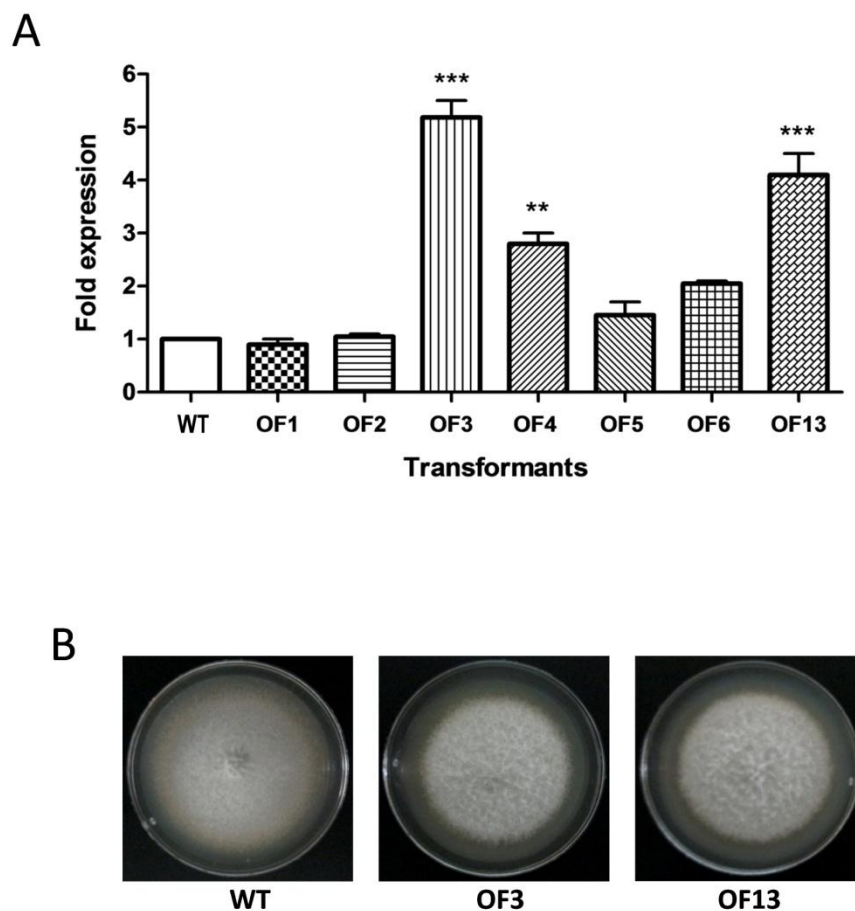 A
Fold expression
6
5
4
3
2
1
0
***
**
***
WT OF1 OF2 OF3 OF4 OF5 OF6 OF13
Transformants
B
WT OF3 OF13